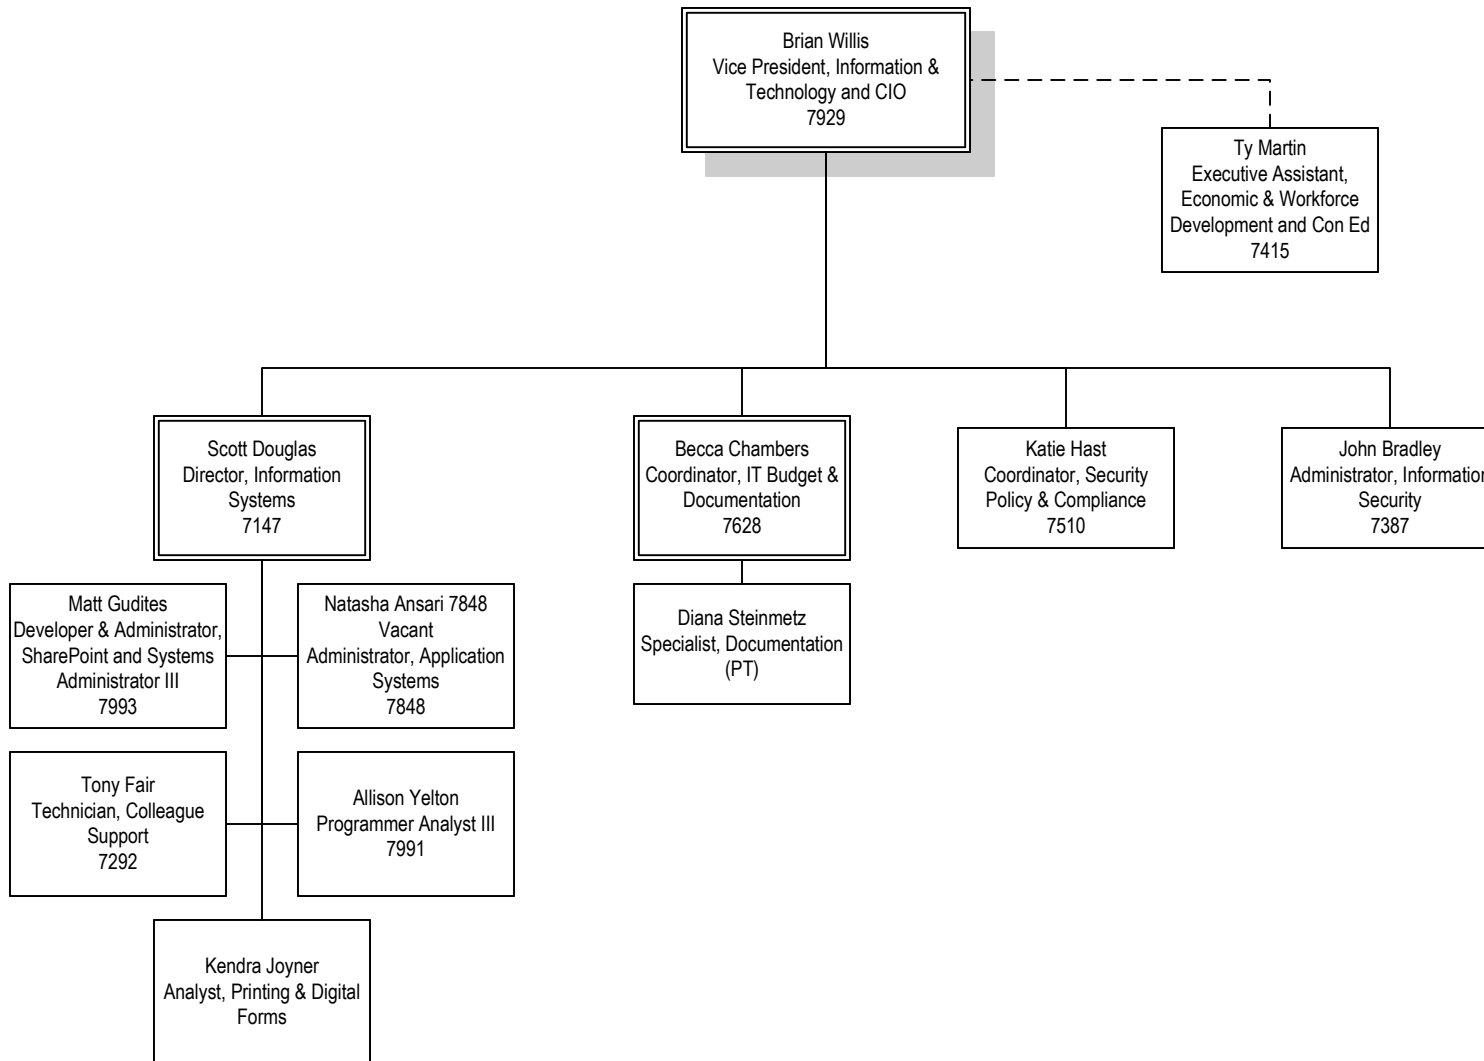 Brian Willis
Vice President, Information &
Technology and CIO
7929
Ty Martin
Executive Assistant,
Economic & Workforce
Development and Con Ed
7415
Scott Douglas
Director, Information
Systems
7147
Becca Chambers
Coordinator, IT Budget &
Documentation
7628
Katie Hast
Coordinator, Security
Policy & Compliance
7510
John Bradley
Administrator, Information
Security
7387
Matt Gudites
Developer & Administrator,
SharePoint and Systems
Administrator III
7993
Natasha Ansari 7848
Vacant
Administrator, Application
Systems
7848
Diana Steinmetz
Specialist, Documentation
(PT)
Tony Fair
Technician, Colleague
Support
7292
Allison Yelton
Programmer Analyst III
7991
Kendra Joyner
Analyst, Printing & Digital
Forms